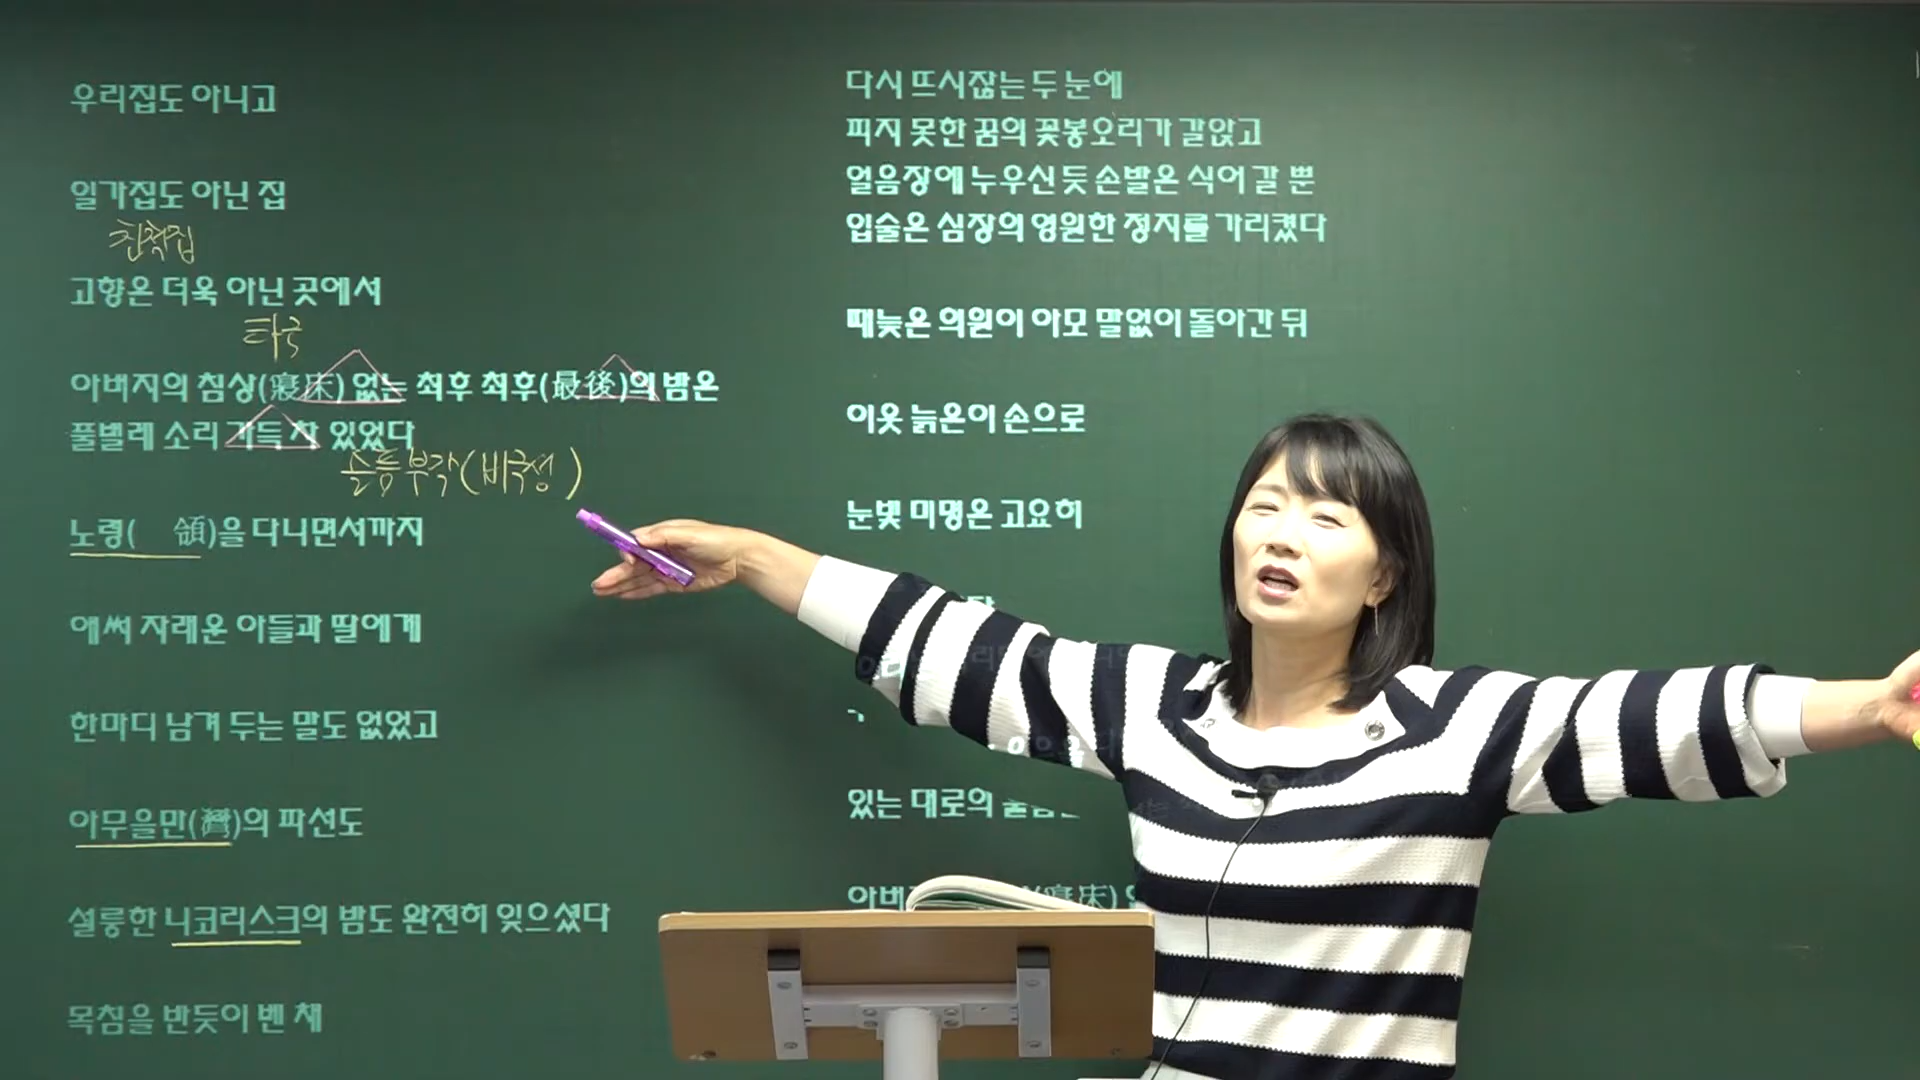 우리집도 아니고
일가집도 아닌 집
친척집
고향은 더욱 아닌 곳에서
타국
아버지의 침상(寢床) 없는 최후 최후(最後)의 밤은
풀벌레 소리 가득 차 있었다
슬픔 부각(비극성)
노령( 領)을 다니면서까지
애써 자래운 아들과 딸에게
한마디 남겨 두는 말도 없었고
아무을만(灣)의 파선도
설룽한 니코리스크의 밤도 완전히 잊으셨다
목침을 반듯이 벤 채
다시 뜨시잖는 두 눈에
피지 못한 꿈의 꽃봉오리가 갈앉고
얼음장에 누우신 듯 손발은 식어 갈 뿐
입술은 심장의 영원한 정지를 가리켰다
때늦은 의원이 아모 말없이 돌아간 뒤
이웃 늙은이 손으로
눈빛 미명은 고요히
있는 대로의
床)